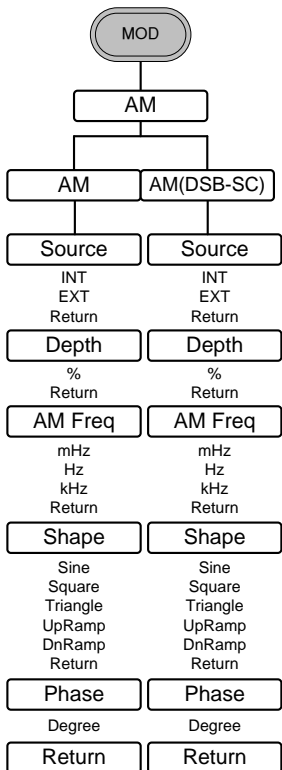 MOD
AM
AM AM(DSB-SC)
Source Source
INT INT
EXT EXT
Return Return
Depth Depth
% %
Return Return
AM Freq AM Freq
mHz mHz
Hz Hz
kHz kHz
Return Return
Shape Shape
Sine Sine
Square Square
Triangle Triangle
UpRamp UpRamp
DnRamp DnRamp
Return Return
Phase Phase
Degree Degree
Return Return